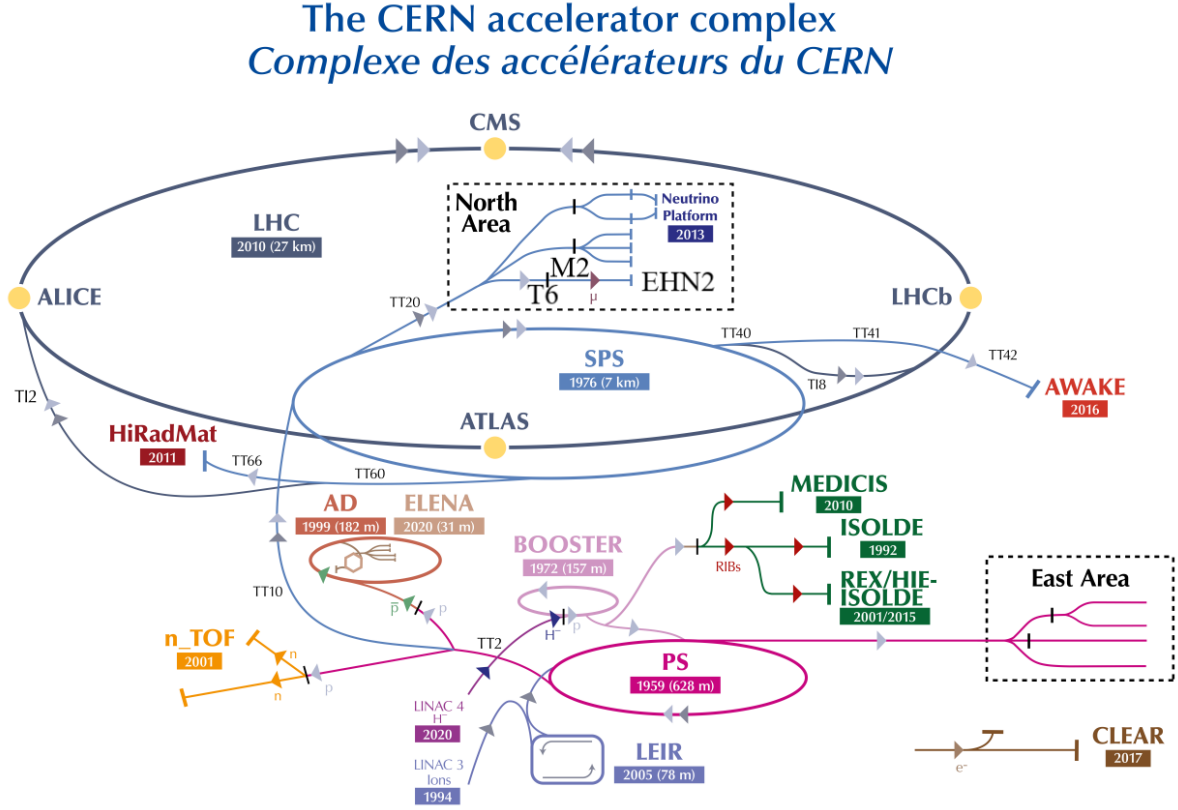 The CERN accelerator complex
Complexe des accélérateurs du CERN
CMS
North
Area
Neutrino
Platform
2013
LHC
2010 (27 km)
M2
T6
μ
EHN2
ALICE
LHCb
TT20
TT40
TT41
TT42
SPS
1976 (7 km)
TI8
TI2
AWAKE
2016
ATLAS
HiRadMat
2011
TT66
TT60
AD
1999 (182 m)
ELENA
2020 (31 m)
MEDICIS
2010
BOOSTER
1972 (157 m)
ISOLDE
1992
RIBs
REX/HIE-
ISOLDE
2001/2015
East Area
TT10
p̅
p
H⁻
p
TT2
n_TOF
2001
n
n
p
PS
1959 (628 m)
LINAC 4
H⁻
2020
LINAC 3
Ions
1994
LEIR
2005 (78 m)
e⁻
CLEAR
2017